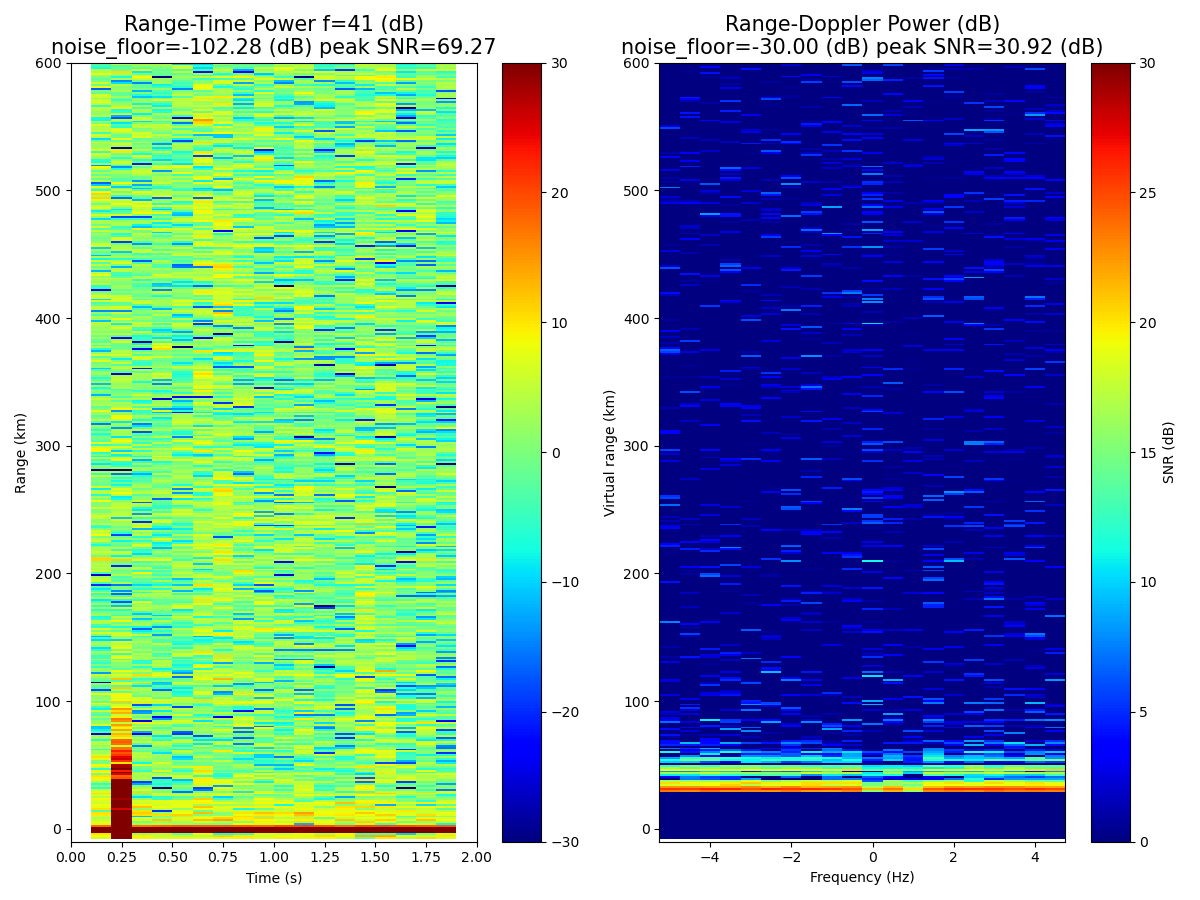 Range-Time Power f=41 (dB)
noise_floor=-102.28 (dB) peak SNR=69.27
600
500
400
300
200
100
0
Range (km)
0.00 0.25 0.50 0.75 1.00 1.25 1.50 1.75 2.00
Time (s)
30
20
10
0
−10
−20
−30
Range-Doppler Power (dB)
noise_floor=-30.00 (dB) peak SNR=30.92 (dB)
600
500
400
300
200
100
0
Virtual range (km)
−4 −2 0 2 4
Frequency (Hz)
30
25
20
15
10
5
0
SNR (dB)